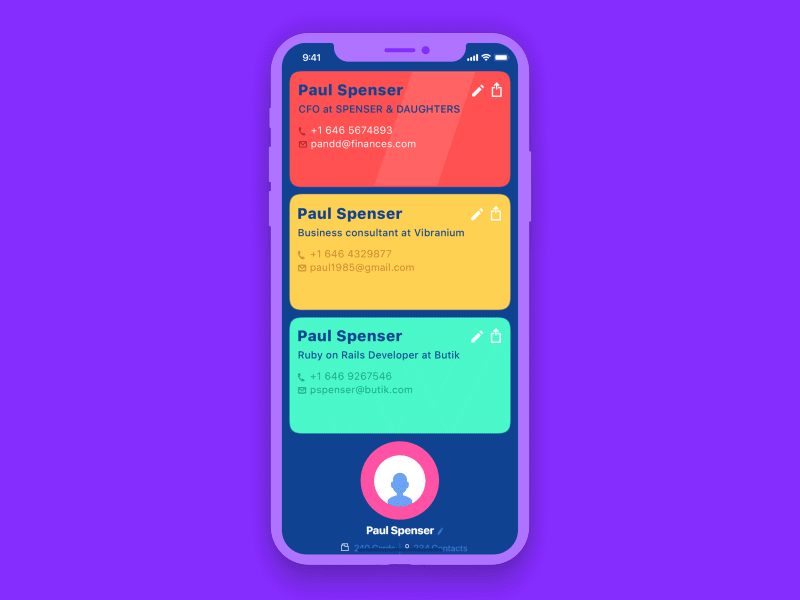 9:41
Paul Spenser
CFO at SPENSER & DAUGHTERS
+1 646 5674893
pandd@finances.com
Paul Spenser
Business consultant at Vibranium
+1 646 4329877
paul1985@gmail.com
Paul Spenser
Ruby on Rails Developer at Butik
+1 646 9267546
pspenser@butik.com
Paul Spenser
240 Cards 234 Contacts